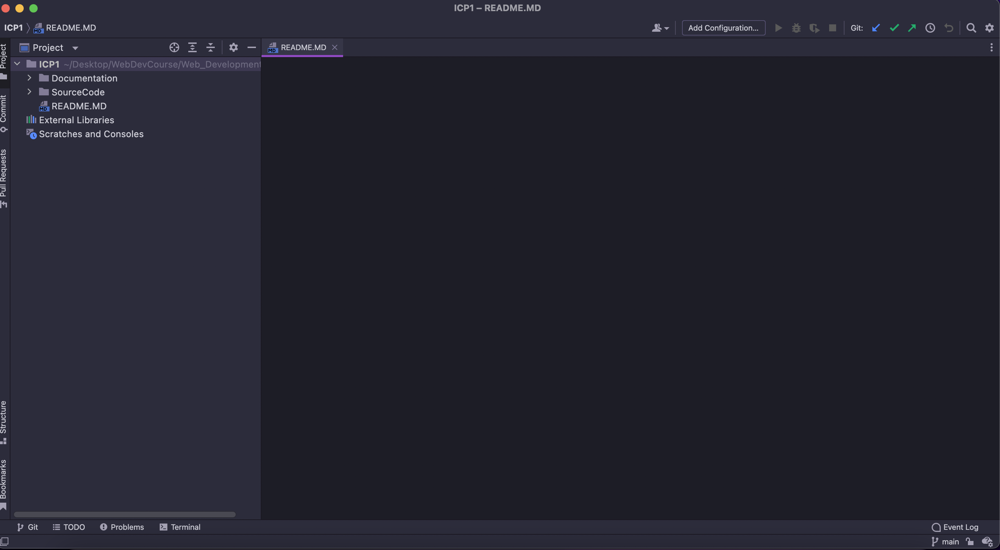 ICP1 – README.MD
ICP1 README.MD
Add Configuration...
Git:
Project
README.MD
ICP1 ~/Desktop/WebDevCourse/Web_Development
Documentation
SourceCode
README.MD
External Libraries
Scratches and Consoles
Project
Commit
Pull Requests
Structure
Bookmarks
Git
TODO
Problems
Terminal
Event Log
main